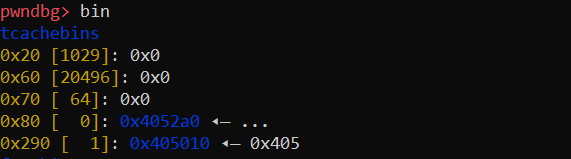 pwndbg> bin
tcachebins
0x20 [1029]: 0x0
0x60 [20496]: 0x0
0x70 [ 64]: 0x0
0x80 [  0]: 0x4052a0 ◂— ...
0x290 [  1]: 0x405010 ◂— 0x405